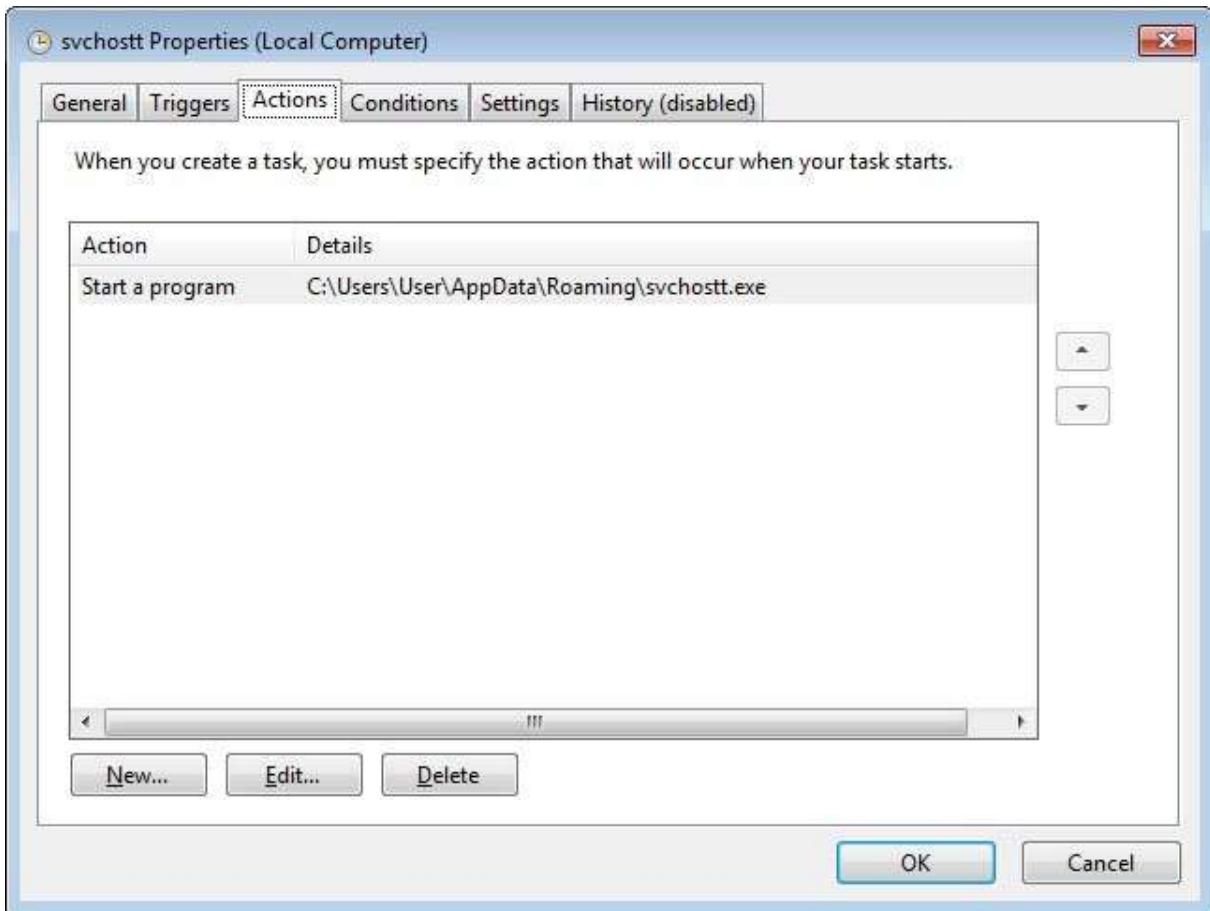 svchostt Properties (Local Computer)
General Triggers Actions Conditions Settings History (disabled)
When you create a task, you must specify the action that will occur when your task starts.
Action Details
Start a program C:\Users\User\AppData\Roaming\svchostt.exe
New... Edit... Delete
OK Cancel